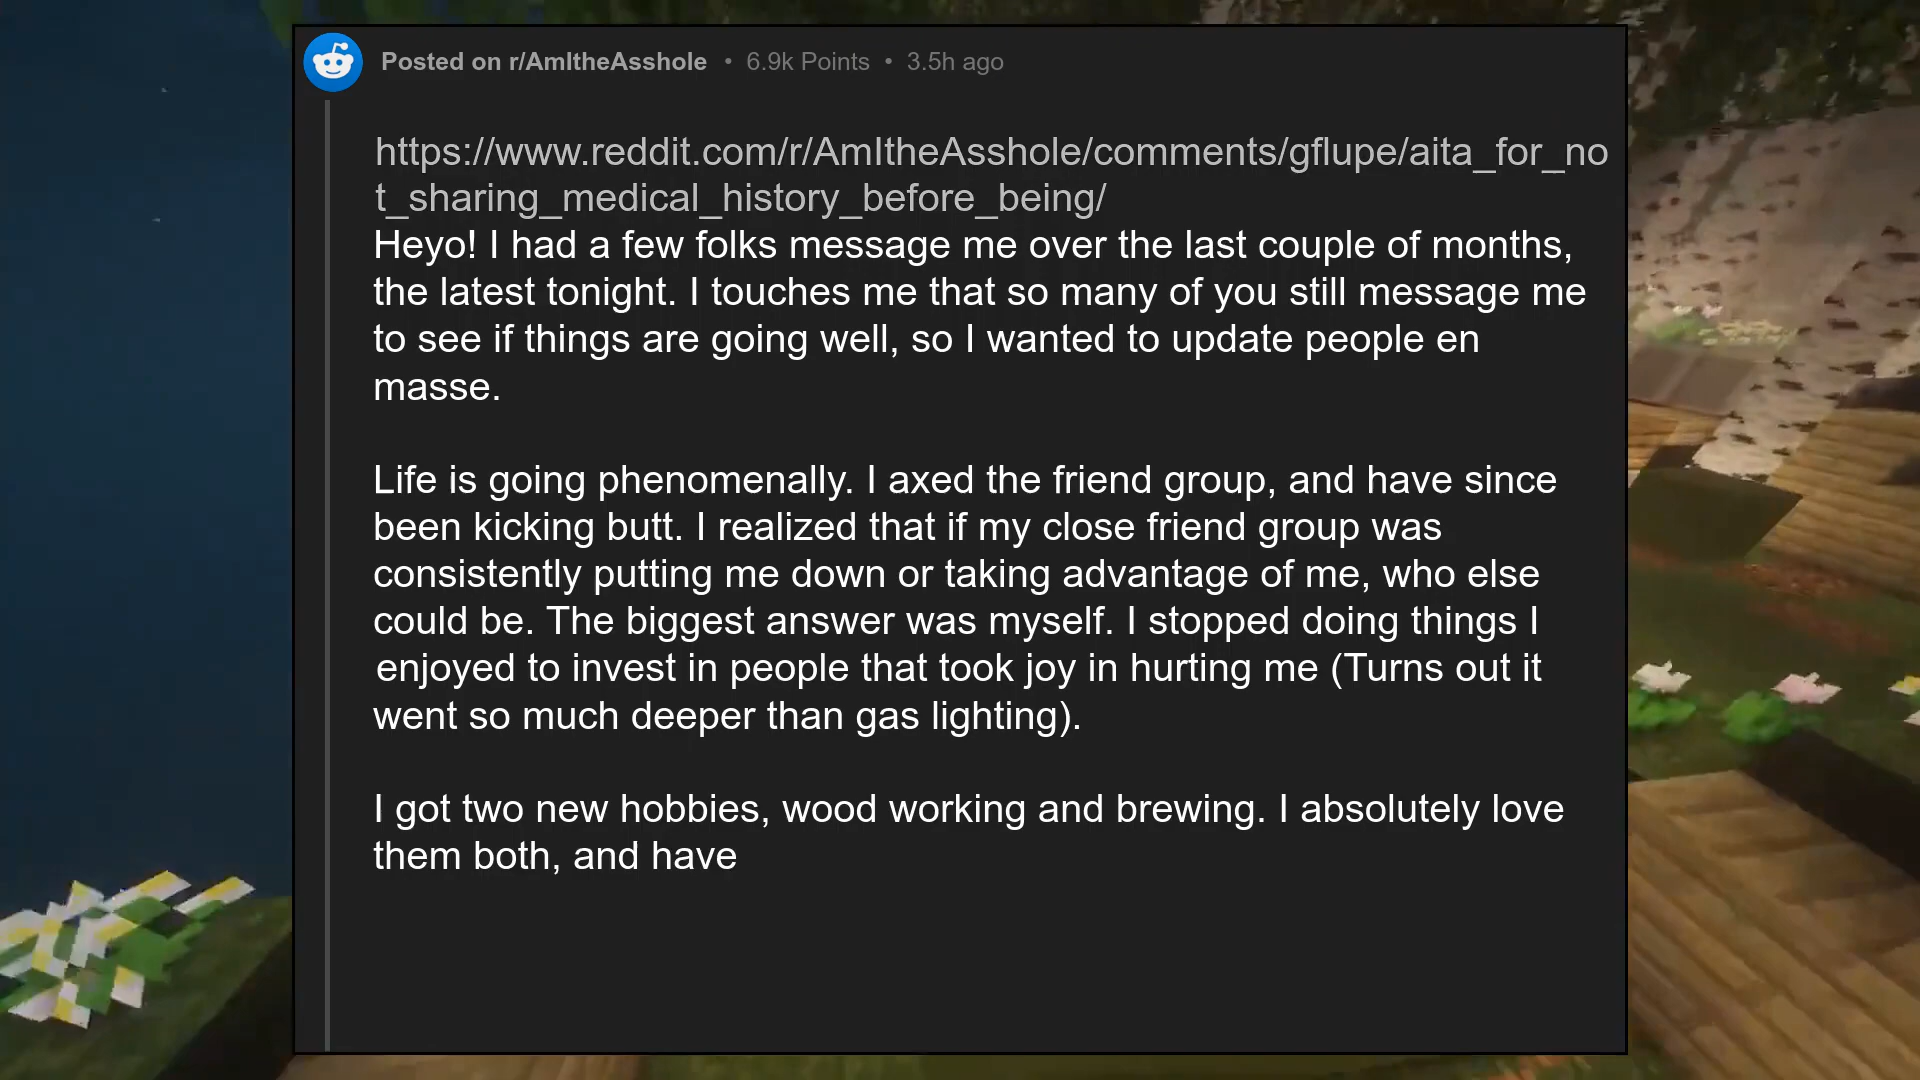 Posted on r/AmItheAsshole • 6.9k Points • 3.5h ago
https://www.reddit.com/r/AmItheAsshole/comments/gflupe/aita_for_no
t_sharing_medical_history_before_being/
Heyo! I had a few folks message me over the last couple of months,
the latest tonight. I touches me that so many of you still message me
to see if things are going well, so I wanted to update people en
masse.
Life is going phenomenally. I axed the friend group, and have since
been kicking butt. I realized that if my close friend group was
consistently putting me down or taking advantage of me, who else
could be. The biggest answer was myself. I stopped doing things I
enjoyed to invest in people that took joy in hurting me (Turns out it
went so much deeper than gas lighting).
I got two new hobbies, wood working and brewing. I absolutely love
them both, and have